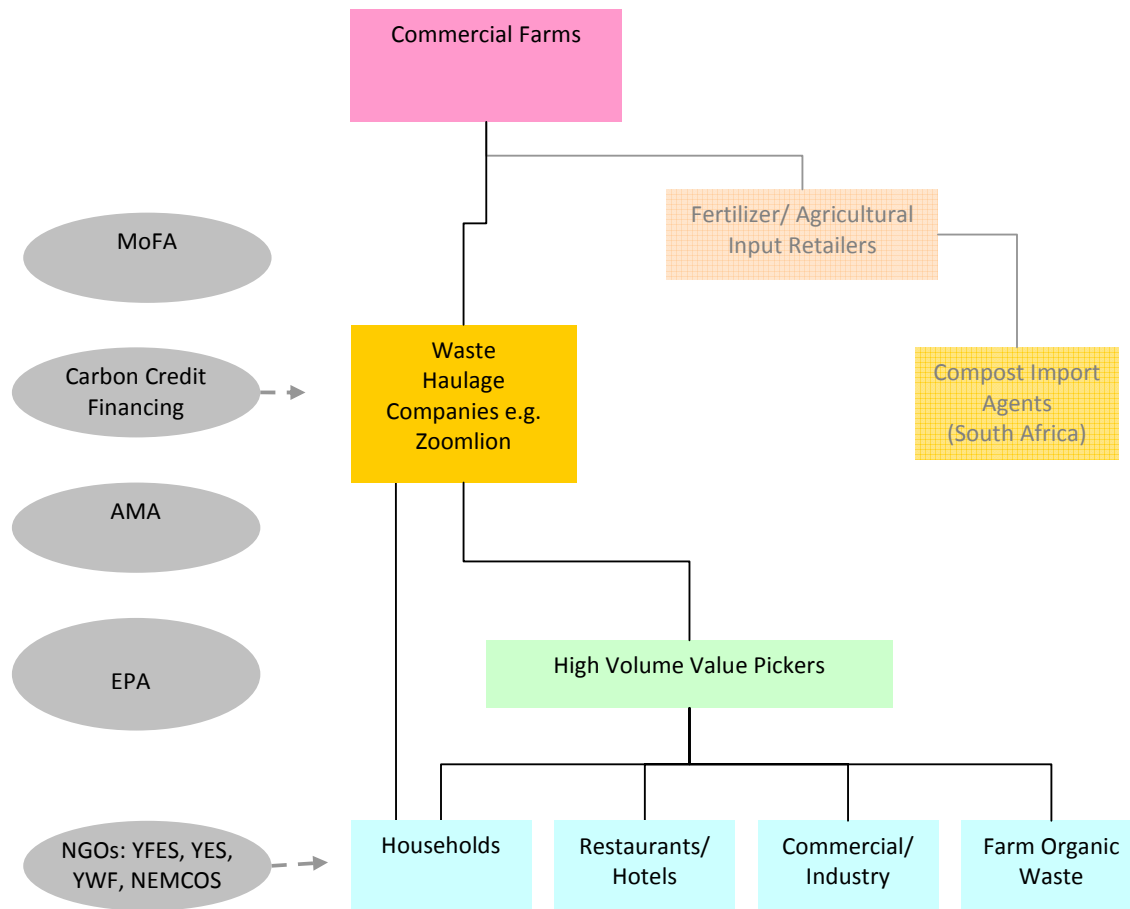 Commercial Farms
Fertilizer/ Agricultural
Input Retailers
MoFA
Waste
Haulage
Companies e.g.
Zoomlion
Carbon Credit
Financing
Compost Import
Agents
(South Africa)
AMA
EPA
High Volume Value Pickers
NGOs: YFES, YES,
YWF, NEMCOS
Households
Restaurants/
Hotels
Commercial/
Industry
Farm Organic
Waste